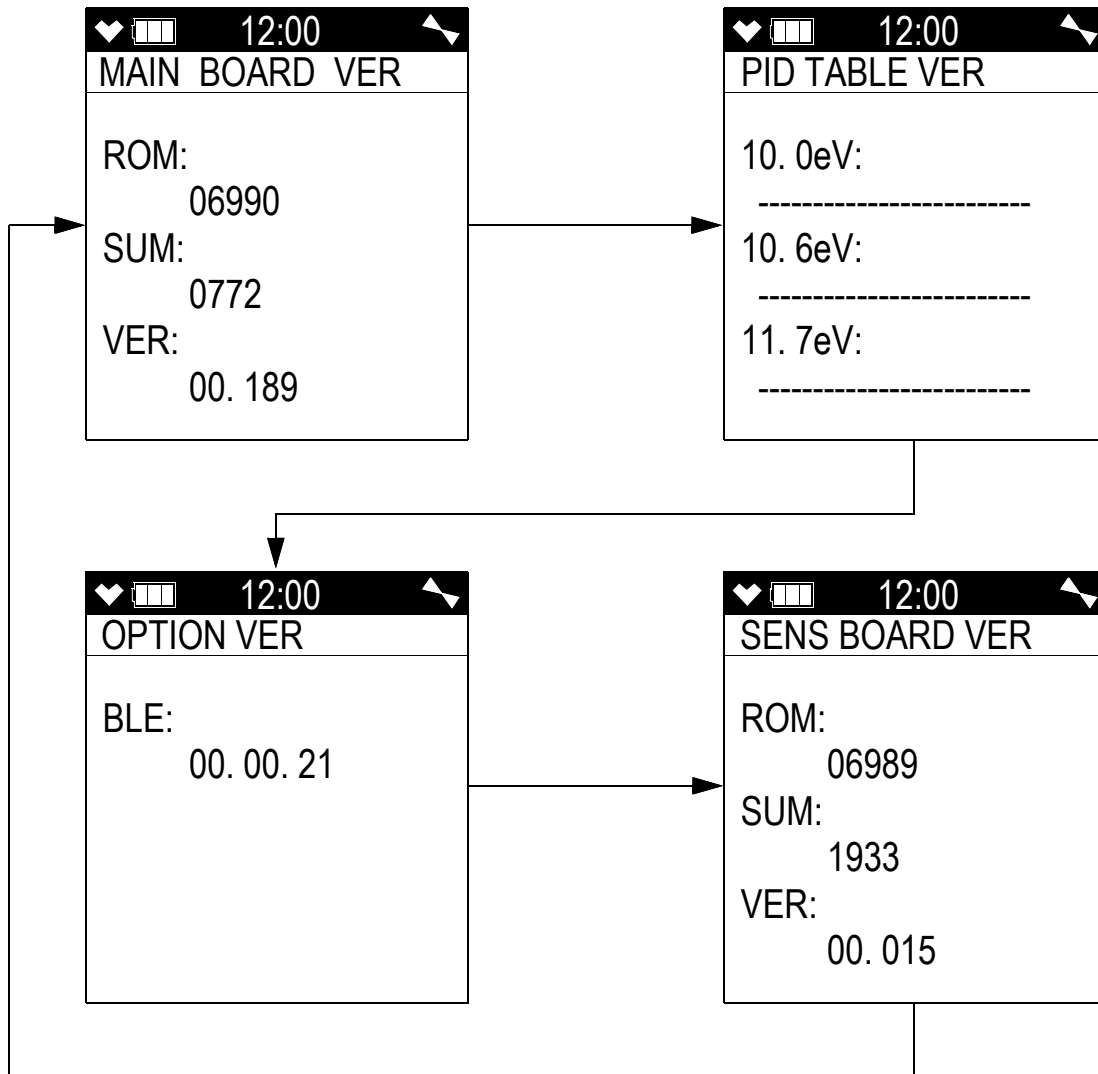 12:00
MAIN BOARD VER
ROM:
06990
SUM:
0772
VER:
00. 189
12:00
PID TABLE VER
10. 0eV:
-------------------------
10. 6eV:
-------------------------
11. 7eV:
-------------------------
12:00
OPTION VER
BLE:
00. 00. 21
12:00
SENS BOARD VER
ROM:
06989
SUM:
1933
VER:
00. 015